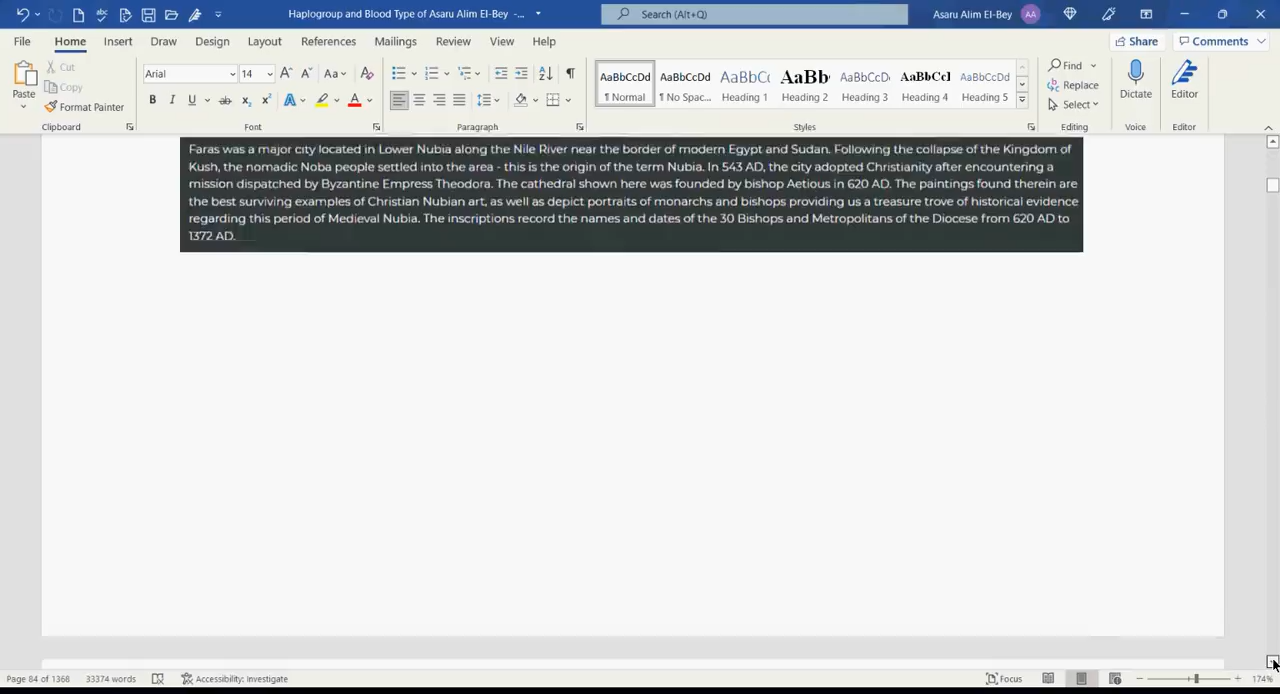 Haplogroup and Blood Type of Asaru Alim El-Bey -...
Search (Alt+Q)
Asaru Alim El-Bey
AA
File Home Insert Draw Design Layout References Mailings Review View Help
Share
Comments
Paste
Cut
Copy
Format Painter
Clipboard
Arial
14
Font
Paragraph
AaBbCcDd AaBbCcDd AaBbC( AaBb( AaBbCcD AaBbCcI AaBbCcDd
¶ Normal ¶ No Spac... Heading 1 Heading 2 Heading 3 Heading 4 Heading 5
Styles
Find
Replace
Select
Editing
Dictate
Voice
Editor
Editor
Faras was a major city located in Lower Nubia along the Nile River near the border of modern Egypt and Sudan. Following the collapse of the Kingdom of
Kush, the nomadic Noba people settled into the area - this is the origin of the term Nubia. In 543 AD, the city adopted Christianity after encountering a
mission dispatched by Byzantine Empress Theodora. The cathedral shown here was founded by bishop Aetious in 620 AD. The paintings found therein are
the best surviving examples of Christian Nubian art, as well as depict portraits of monarchs and bishops providing us a treasure trove of historical evidence
regarding this period of Medieval Nubia. The inscriptions record the names and dates of the 30 Bishops and Metropolitans of the Diocese from 620 AD to
1372 AD.
Page 84 of 1368
33374 words
Accessibility: Investigate
Focus
174%